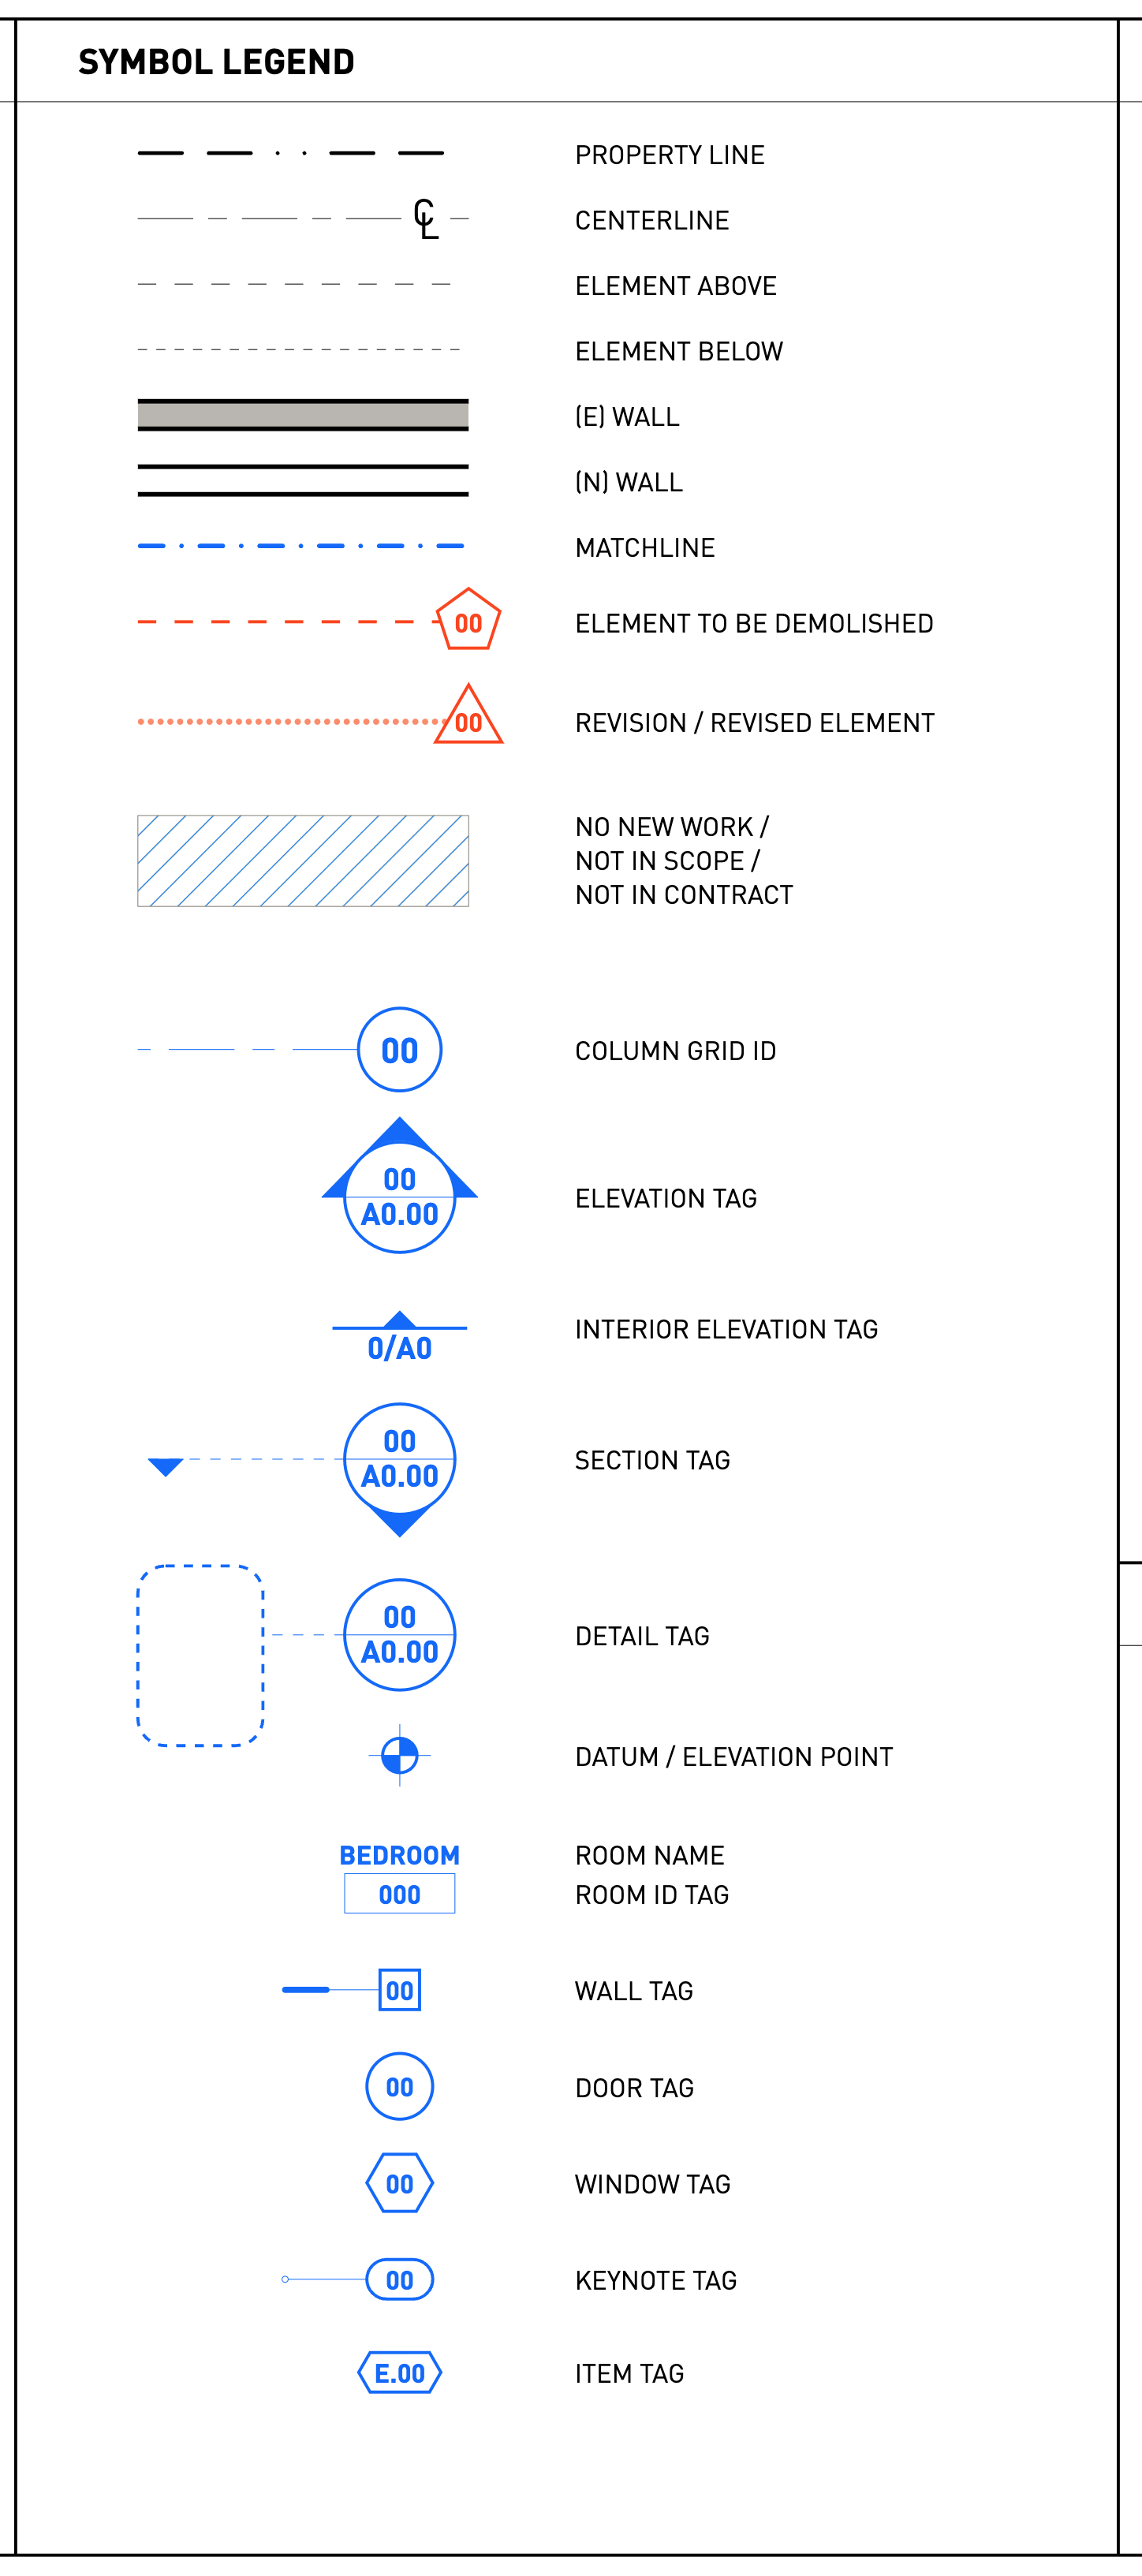 SYMBOL LEGEND
PROPERTY LINE
CL CENTERLINE
ELEMENT ABOVE
ELEMENT BELOW
(E) WALL
(N) WALL
MATCHLINE
00 ELEMENT TO BE DEMOLISHED
00 REVISION / REVISED ELEMENT
NO NEW WORK /
NOT IN SCOPE /
NOT IN CONTRACT
00 COLUMN GRID ID
00
A0.00
ELEVATION TAG
INTERIOR ELEVATION TAG
0/A0
00
A0.00
SECTION TAG
00
A0.00
DETAIL TAG
DATUM / ELEVATION POINT
BEDROOM ROOM NAME
000 ROOM ID TAG
00 WALL TAG
00 DOOR TAG
00 WINDOW TAG
00 KEYNOTE TAG
E.00 ITEM TAG